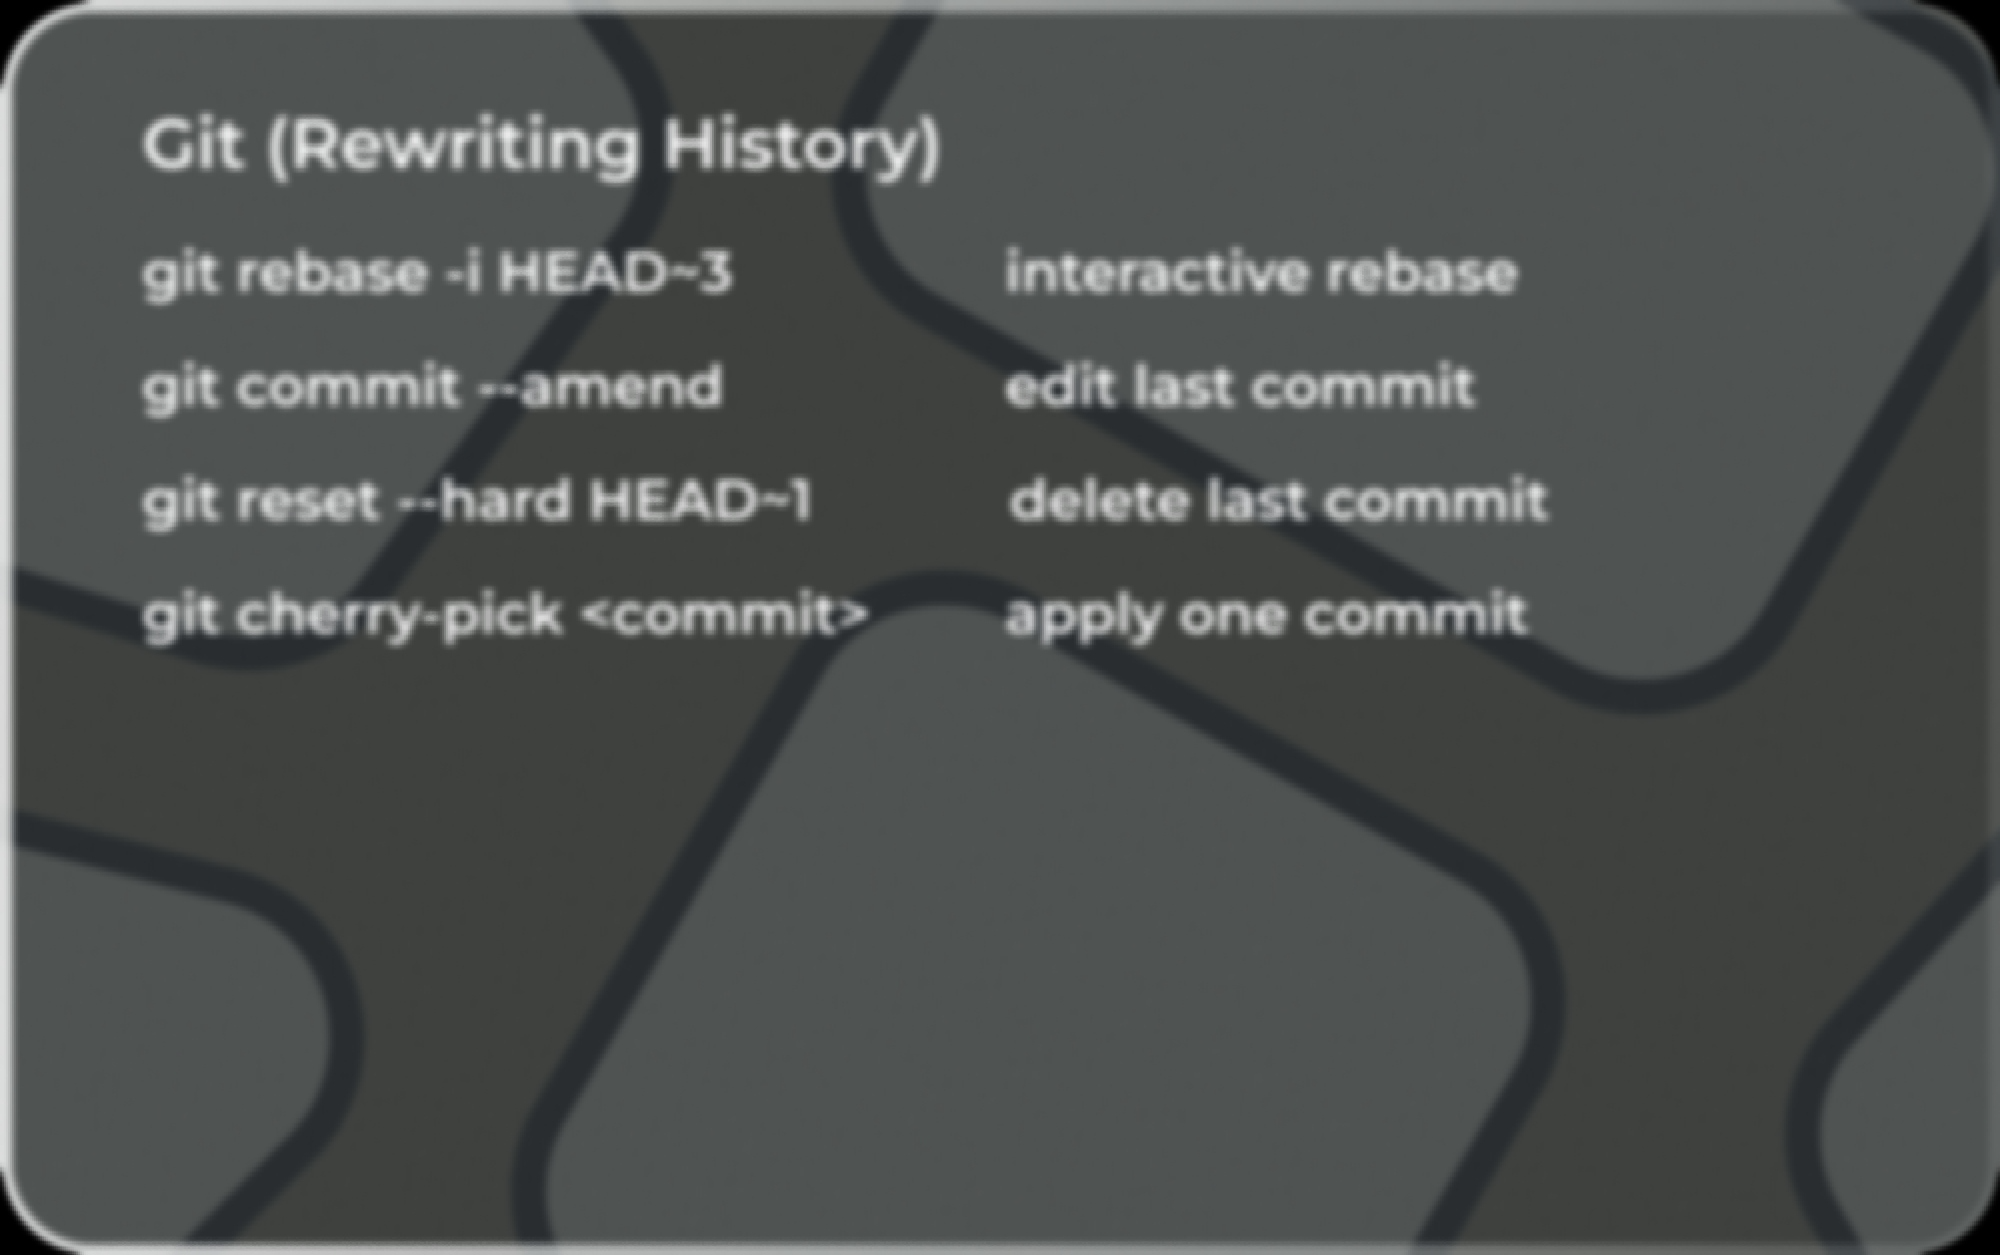 Git (Rewriting History)
git rebase -i HEAD~3 interactive rebase
git commit --amend edit last commit
git reset --hard HEAD~1 delete last commit
git cherry-pick <commit> apply one commit